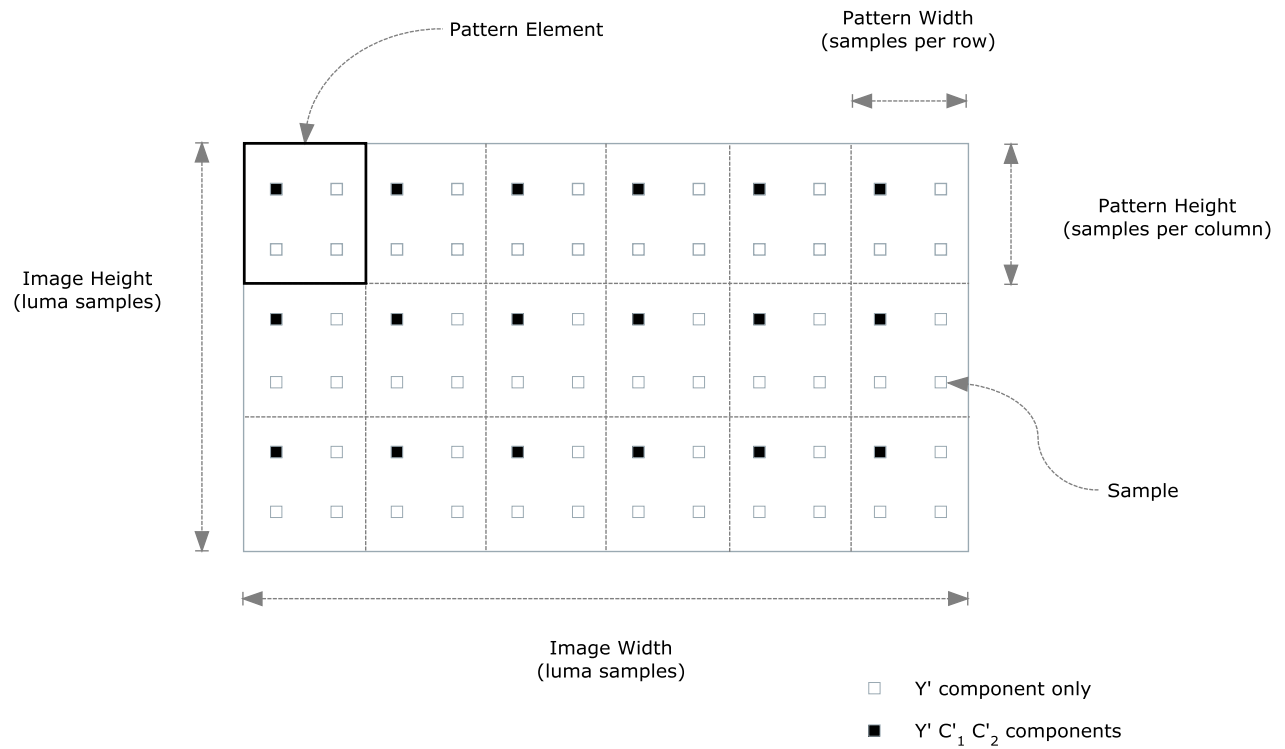 Pattern Element
Pattern Width
(samples per row)
Pattern Height
(samples per column)
Image Height
(luma samples)
Sample
Image Width
(luma samples)
Y' component only
Y' C'₁ C'₂ components